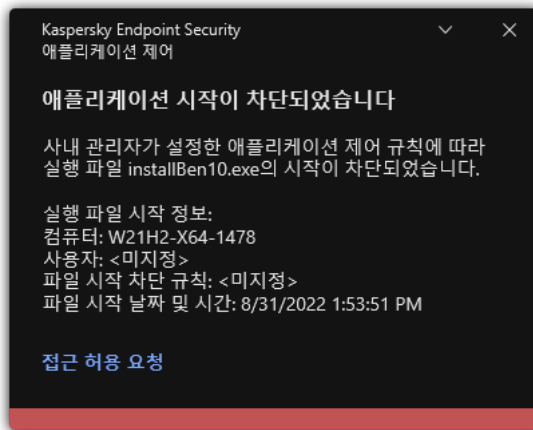 Kaspersky Endpoint Security
애플리케이션 제어
애플리케이션 시작이 차단되었습니다
사내 관리자가 설정한 애플리케이션 제어 규칙에 따라
실행 파일 installBen10.exe의 시작이 차단되었습니다.
실행 파일 시작 정보:
컴퓨터: W21H2-X64-1478
사용자: <미지정>
파일 시작 차단 규칙: <미지정>
파일 시작 날짜 및 시간: 8/31/2022 1:53:51 PM
접근 허용 요청